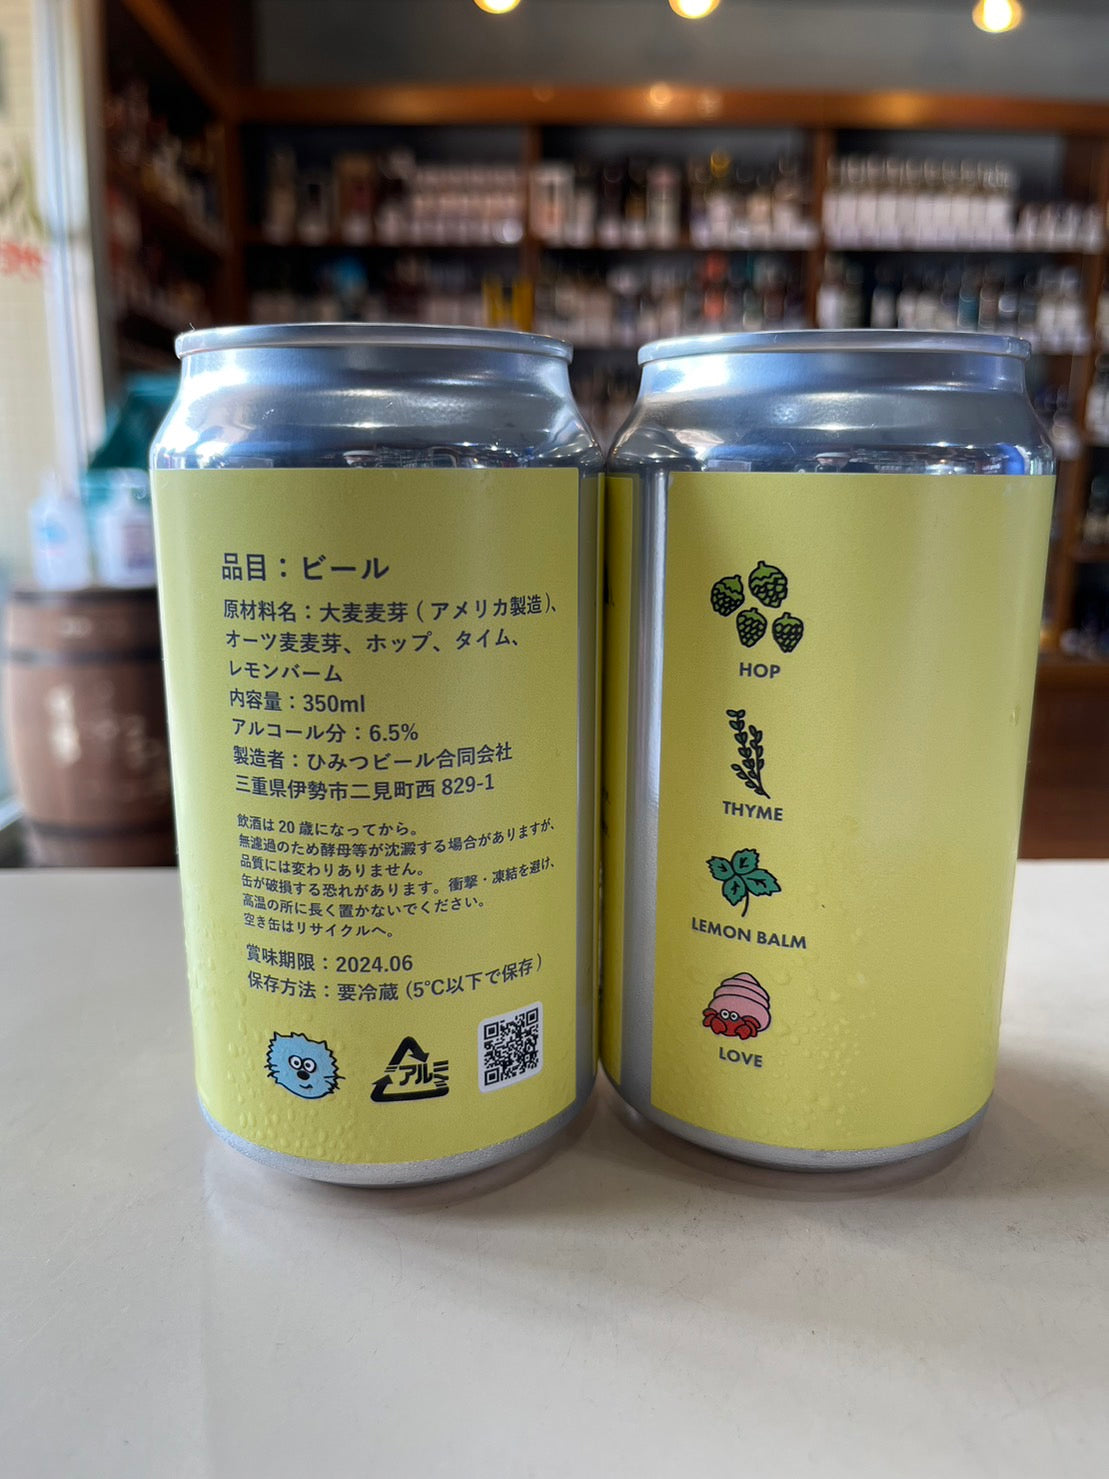 品目：ビール
原材料名：大麦麦芽（アメリカ製造）、
オーツ麦麦芽、ホップ、タイム、
レモンバーム
内容量：350ml
アルコール分：6.5%
製造者：ひみつビール合同会社
三重県伊勢市二見町西 829-1
飲酒は 20 歳になってから。
無濾過のため酵母等が沈澱する場合がありますが、
品質には変わりありません。
缶が破損する恐れがあります。衝撃・凍結を避け、
高温の所に長く置かないでください。
空き缶はリサイクルへ。
賞味期限：2024.06
保存方法：要冷蔵（5℃以下で保存）
アルミ
HOP
THYME
LEMON BALM
LOVE